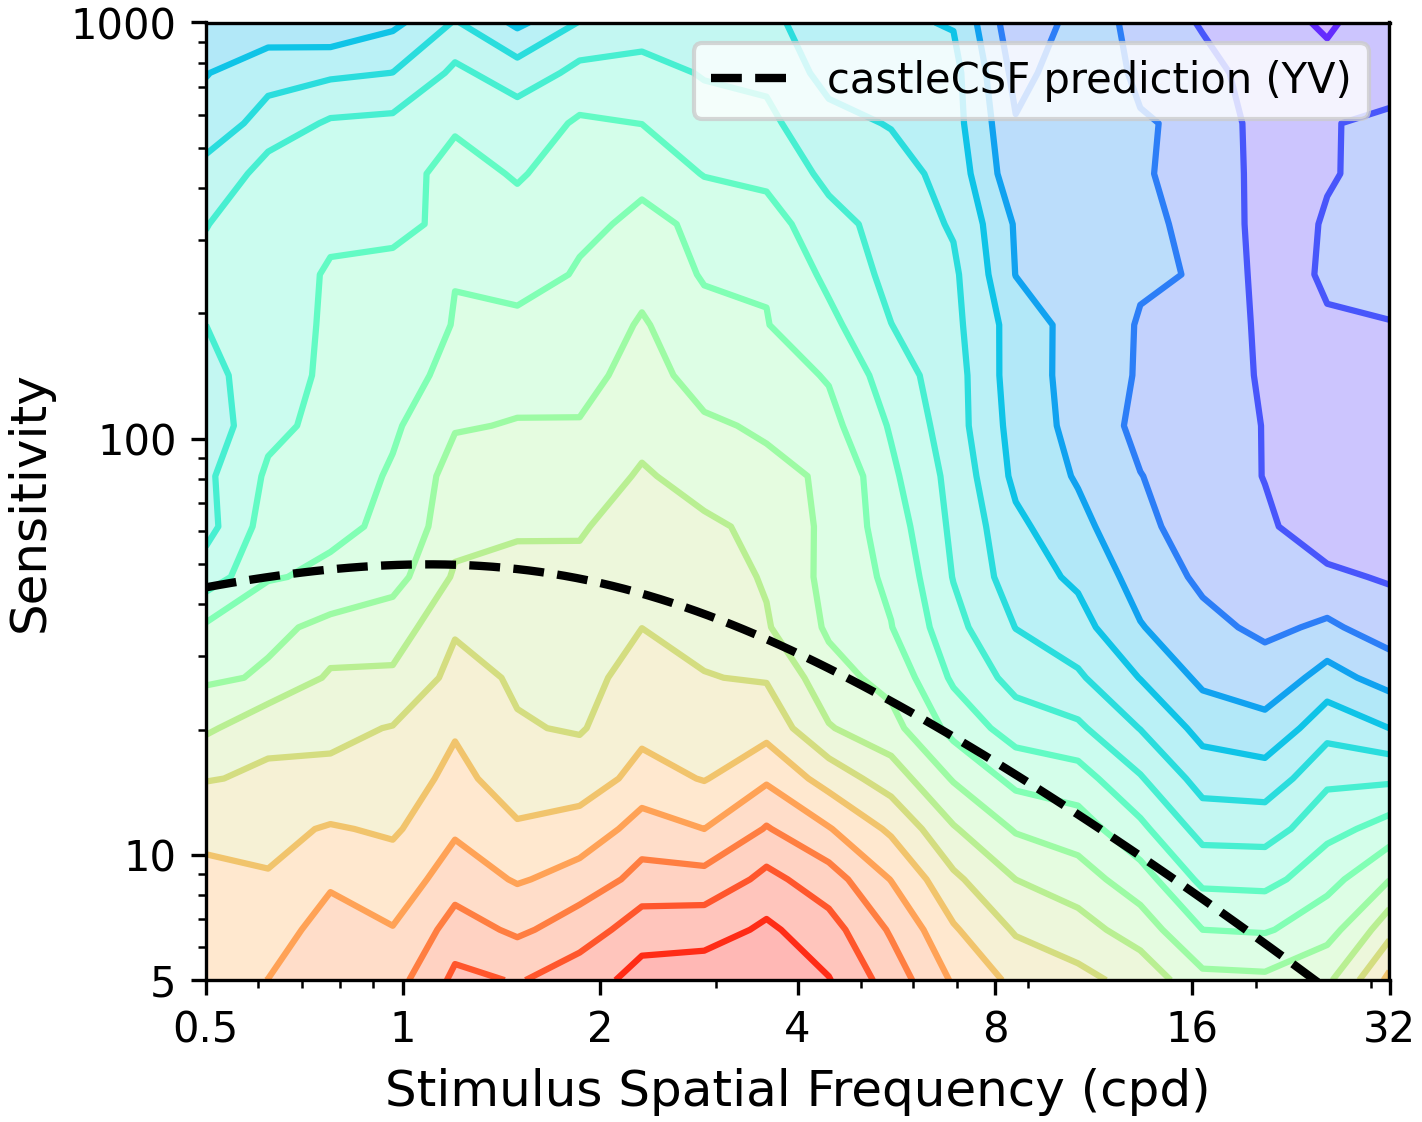 castleCSF prediction (YV)
1000
100
10
5
Sensitivity
0.5 1 2 4 8 16 32
Stimulus Spatial Frequency (cpd)